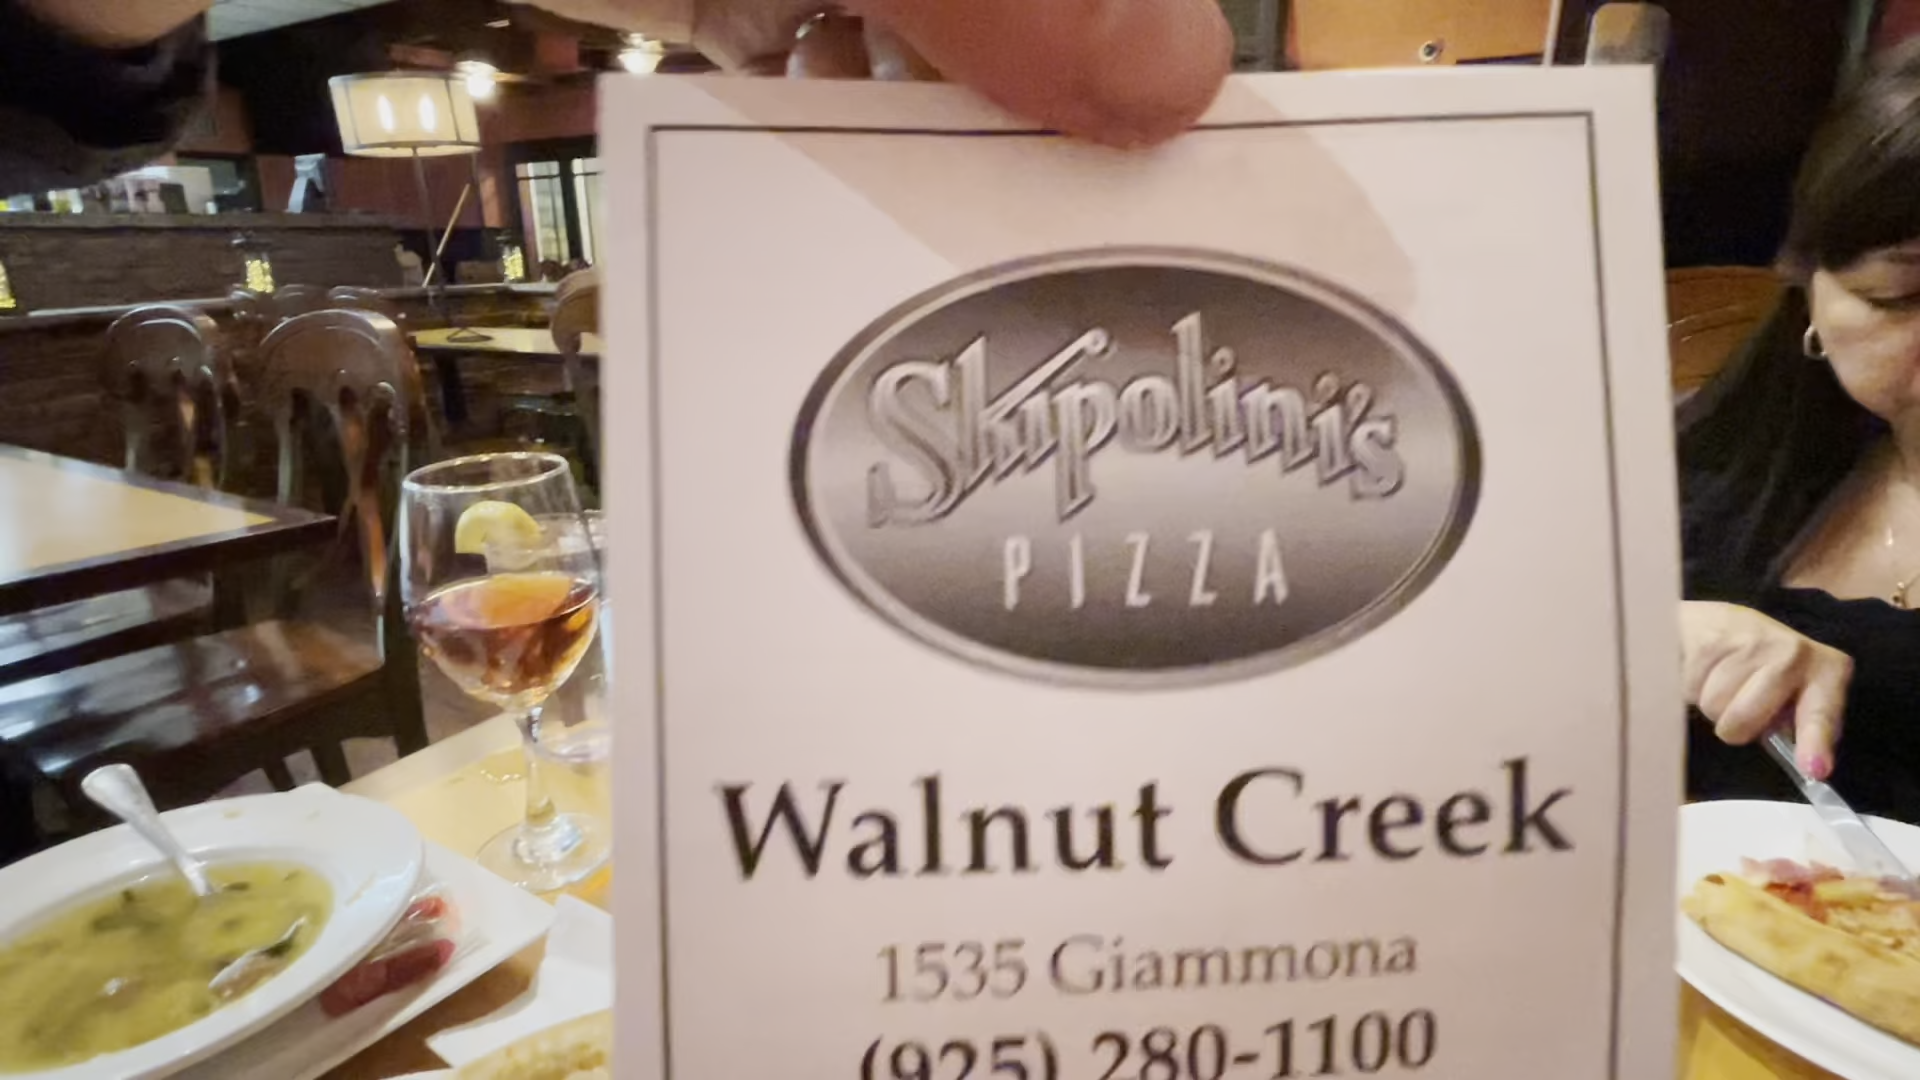 Skipolini's
PIZZA
Walnut Creek
1535 Giammona
(925) 280-1100